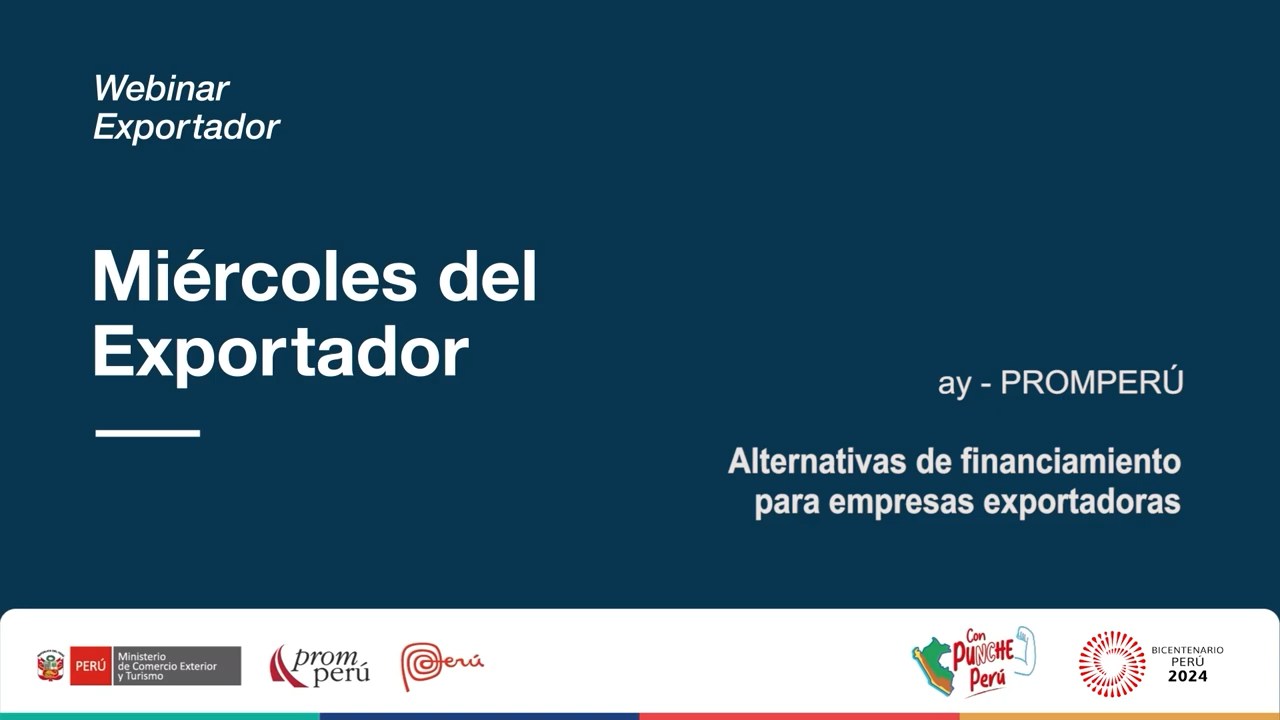 Webinar
Exportador
Miércoles del
Exportador
ay - PROMPERÚ
Alternativas de financiamiento
para empresas exportadoras
PERÚ
Ministerio
de Comercio Exterior
y Turismo
prom
perú
Perú
Con
PUNCHE
Perú
BICENTENARIO
PERÚ
2024